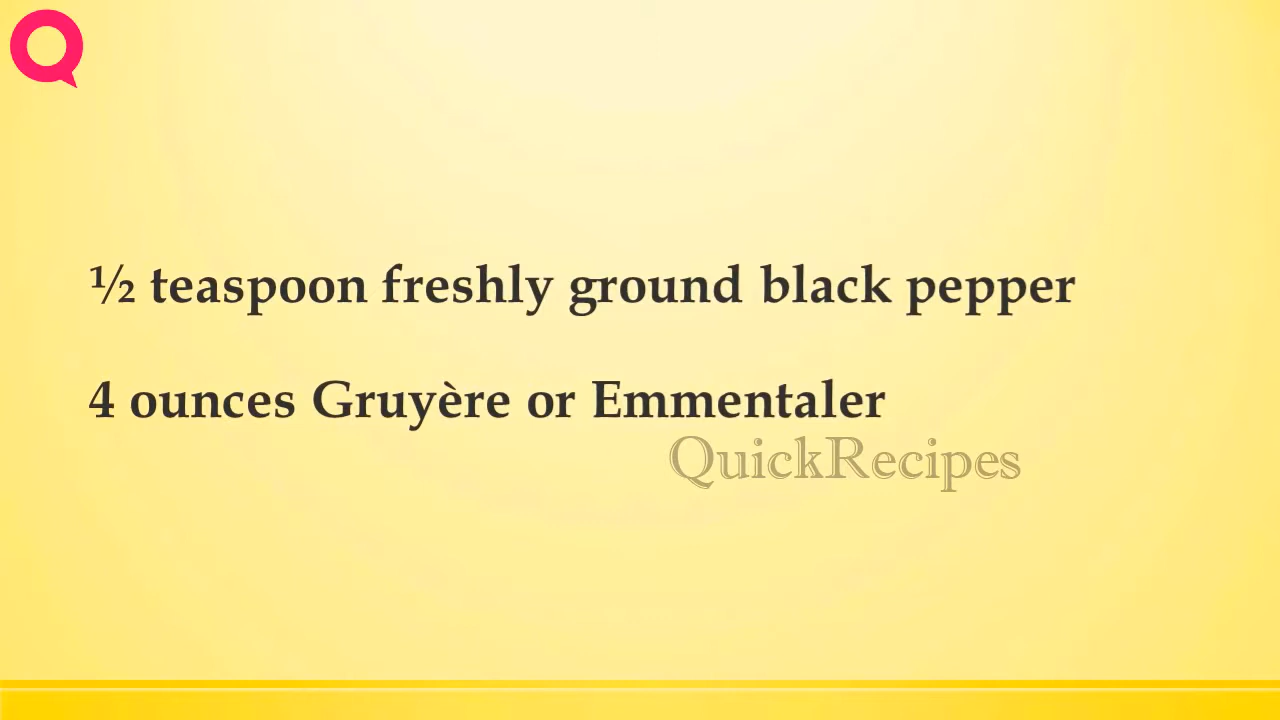 ½ teaspoon freshly ground black pepper
4 ounces Gruyère or Emmentaler
QuickRecipes